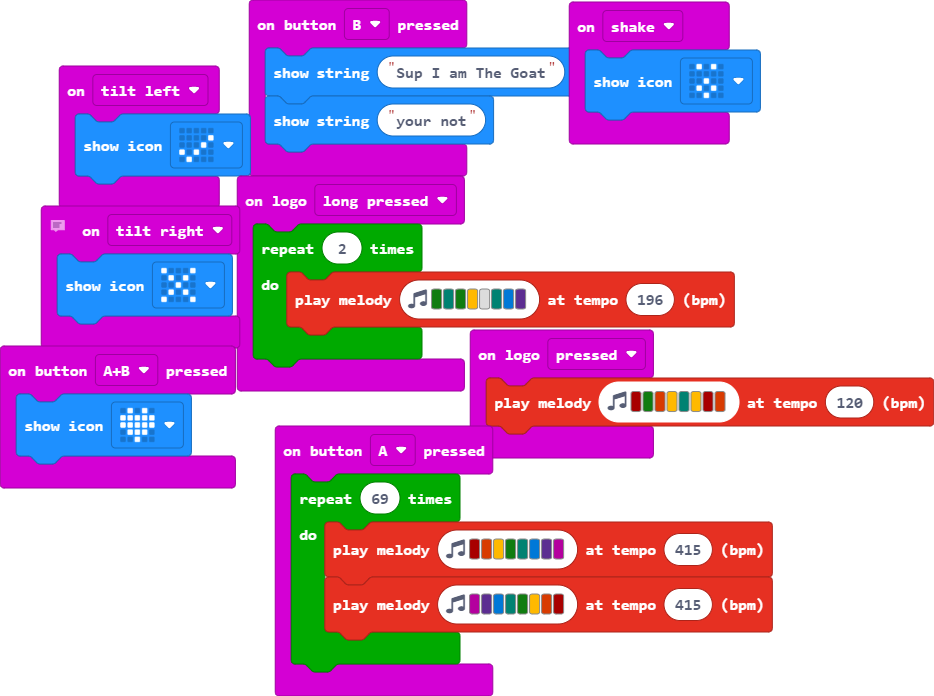 on button B pressed
show string "Sup I am The Goat"
show string "your not"
on shake
show icon
on tilt left
show icon
on logo long pressed
repeat 2 times
do
play melody at tempo 196 (bpm)
on tilt right
show icon
on logo pressed
play melody at tempo 120 (bpm)
on button A+B pressed
show icon
on button A pressed
repeat 69 times
do
play melody at tempo 415 (bpm)
play melody at tempo 415 (bpm)